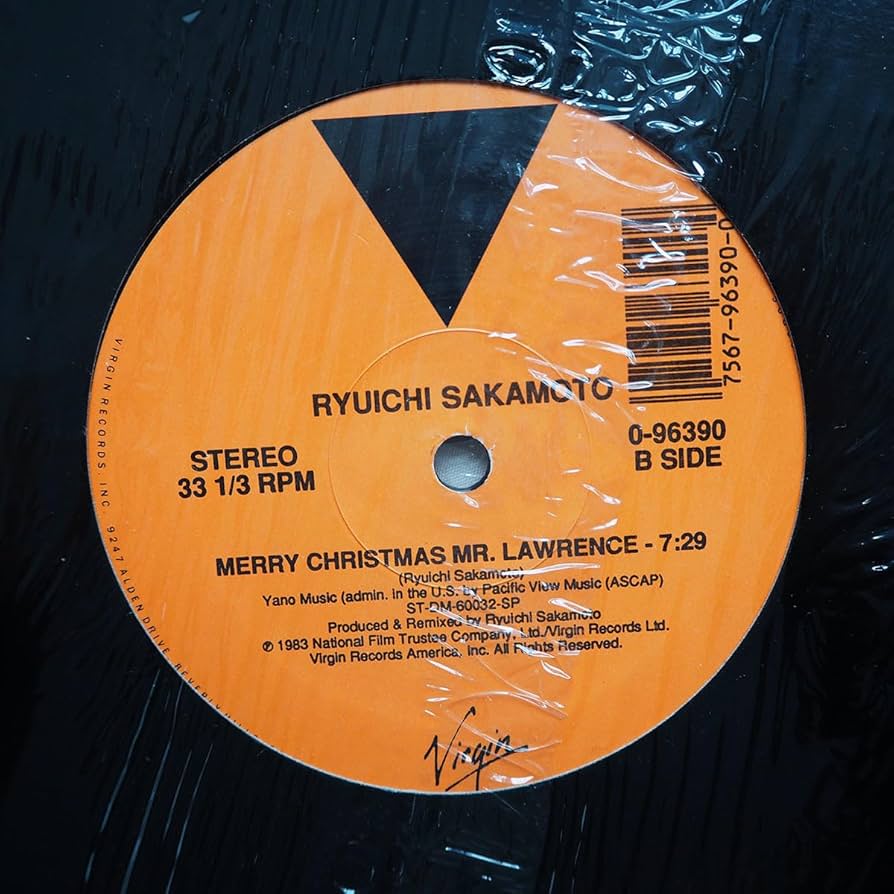 7567-96390-0
RYUICHI SAKAMOTO
STEREO
33 1/3 RPM
0-96390
B SIDE
MERRY CHRISTMAS MR. LAWRENCE - 7:29
(Ryuichi Sakamoto)
Yano Music (admin. in the U.S. by Pacific View Music (ASCAP)
ST-DM-60032-SP
Produced & Remixed by Ryuichi Sakamoto
℗ 1983 National Film Trustee Company, Ltd./Virgin Records Ltd.
Virgin Records America, Inc. All Rights Reserved.
Virgin
VIRGIN RECORDS, INC. 9247 ALDEN DRIVE, BEVERLY